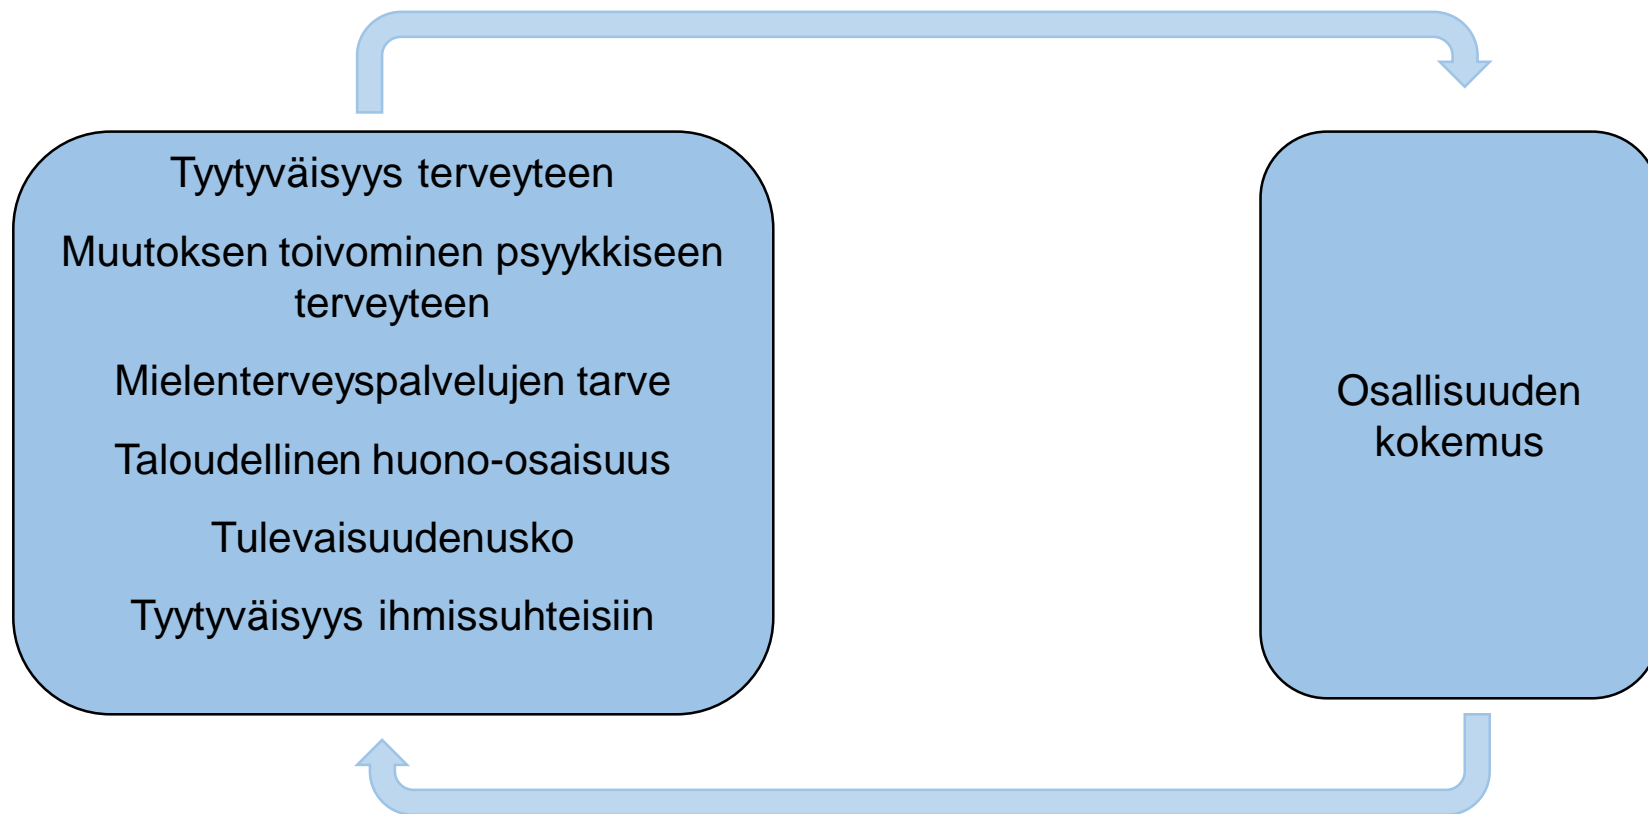 Tyytyväisyys terveyteen
Muutoksen toivominen psyykkiseen
terveyteen
Mielenterveyspalvelujen tarve
Taloudellinen huono-osaisuus
Tulevaisuudenusko
Tyytyväisyys ihmissuhteisiin
Osallisuuden
kokemus